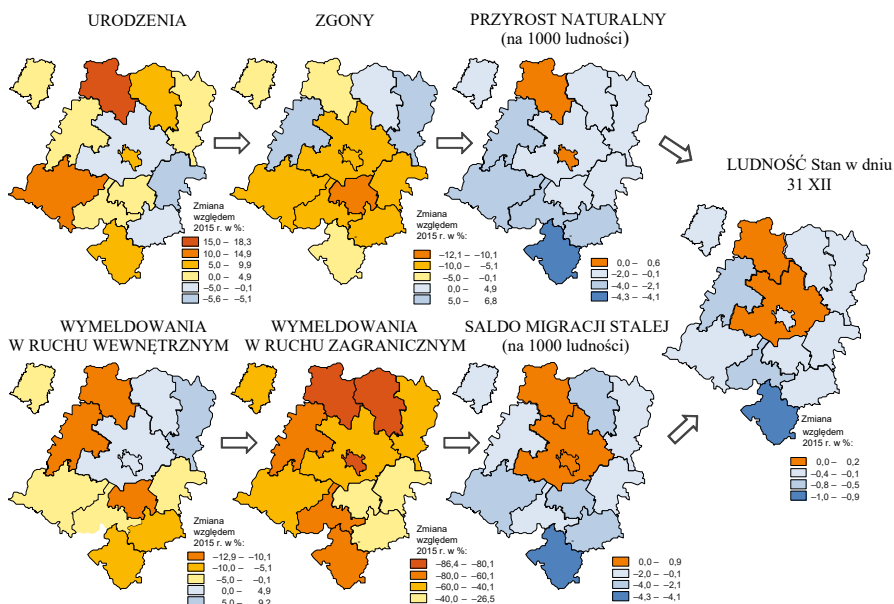 URODZENIA
Zmiana
względem
2015 r. w %:
15,0 – 18,3
10,0 – 14,9
5,0 – 9,9
0,0 – 4,9
–5,0 – –0,1
–5,6 – –5,1
ZGONY
Zmiana
względem
2015 r. w %:
–12,1 – –10,1
–10,0 – –5,1
–5,0 – –0,1
0,0 – 4,9
5,0 – 6,8
PRZYROST NATURALNY
(na 1000 ludności)
0,0 – 0,6
–2,0 – –0,1
–4,0 – –2,1
–4,3 – –4,1
LUDNOŚĆ Stan w dniu
31 XII
Zmiana
względem
2015 r. w %:
0,0 – 0,2
–0,4 – –0,1
–0,8 – –0,5
–1,0 – –0,9
WYMELDOWANIA
W RUCHU WEWNĘTRZNYM
Zmiana
względem
2015 r. w %:
–12,9 – –10,1
–10,0 – –5,1
–5,0 – –0,1
0,0 – 4,9
5,0 – 9,2
WYMELDOWANIA
W RUCHU ZAGRANICZNYM
Zmiana
względem
2015 r. w %:
–86,4 – –80,1
–80,0 – –60,1
–60,0 – –40,1
–40,0 – –26,5
SALDO MIGRACJI STALEJ
(na 1000 ludności)
0,0 – 0,9
–2,0 – –0,1
–4,0 – –2,1
–4,3 – –4,1